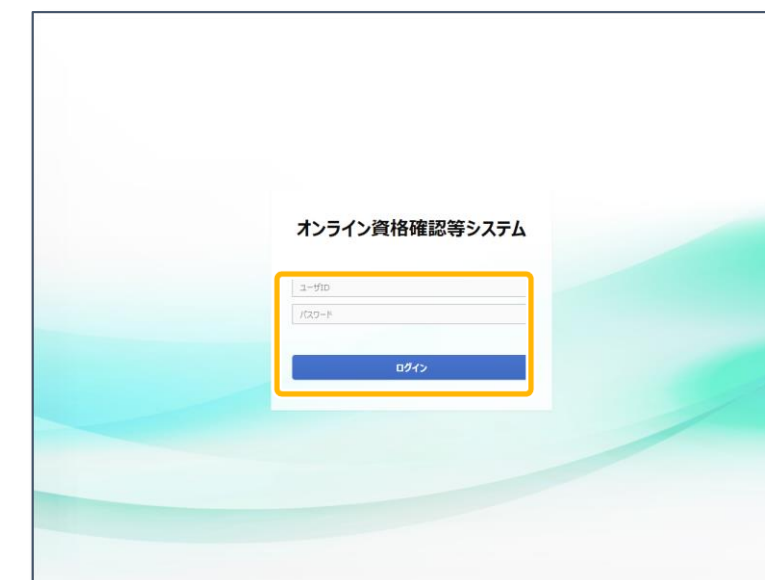 オンライン資格確認等システム
ユーザID
パスワード
ログイン